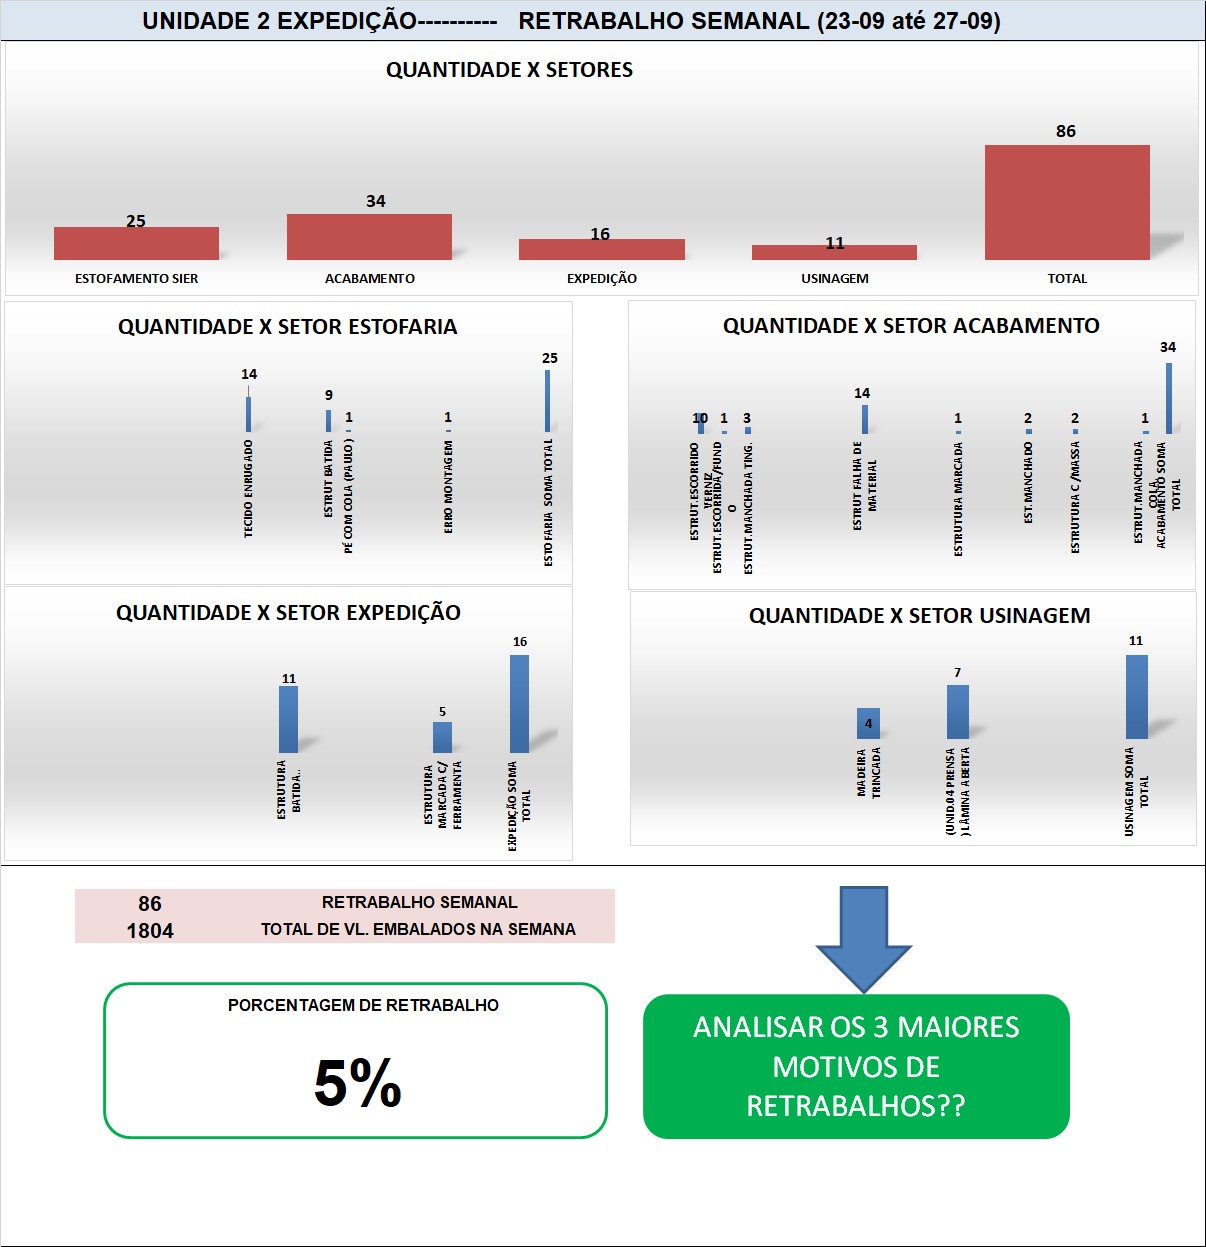 UNIDADE 2 EXPEDIÇÃO---------- RETRABALHO SEMANAL (23-09 até 27-09)
QUANTIDADE X SETORES
25
34
16
11
86
ESTOFAMENTO SIER
ACABAMENTO
EXPEDIÇÃO
USINAGEM
TOTAL
QUANTIDADE X SETOR ESTOFARIA
14
9
1
1
25
TECIDO ENRUGADO
ESTRUT BATIDA
PÉ COM COLA (PAULO)
ERRO MONTAGEM
ESTOFARIA SOMA TOTAL
QUANTIDADE X SETOR ACABAMENTO
10
1
3
14
1
2
2
1
34
ESTRUT.ESCORRIDO
VERNIZ
ESTRUT.ESCORRIDA/FUND
O
ESTRUT.MANCHADA TING.
ESTRUT FALHA DE
MATERIAL
ESTRUTURA MARCADA
EST.MANCHADO
ESTRUTURA C/MASSA
ESTRUT.MANCHADA
COLA
ACABAMENTO SOMA
TOTAL
QUANTIDADE X SETOR EXPEDIÇÃO
11
5
16
ESTRUTURA
BATIDA..
ESTRUTURA
MARCADA C/
FERRAMENTA
EXPEDIÇÃO SOMA
TOTAL
QUANTIDADE X SETOR USINAGEM
4
7
11
MADEIRA
TRINCADA
(UNID.04 PRENSA
) LÂMINA ABERTA
USINAGEM SOMA
TOTAL
86 RETRABALHO SEMANAL
1804 TOTAL DE VL. EMBALADOS NA SEMANA
PORCENTAGEM DE RETRABALHO
5%
ANALISAR OS 3 MAIORES
MOTIVOS DE
RETRABALHOS??